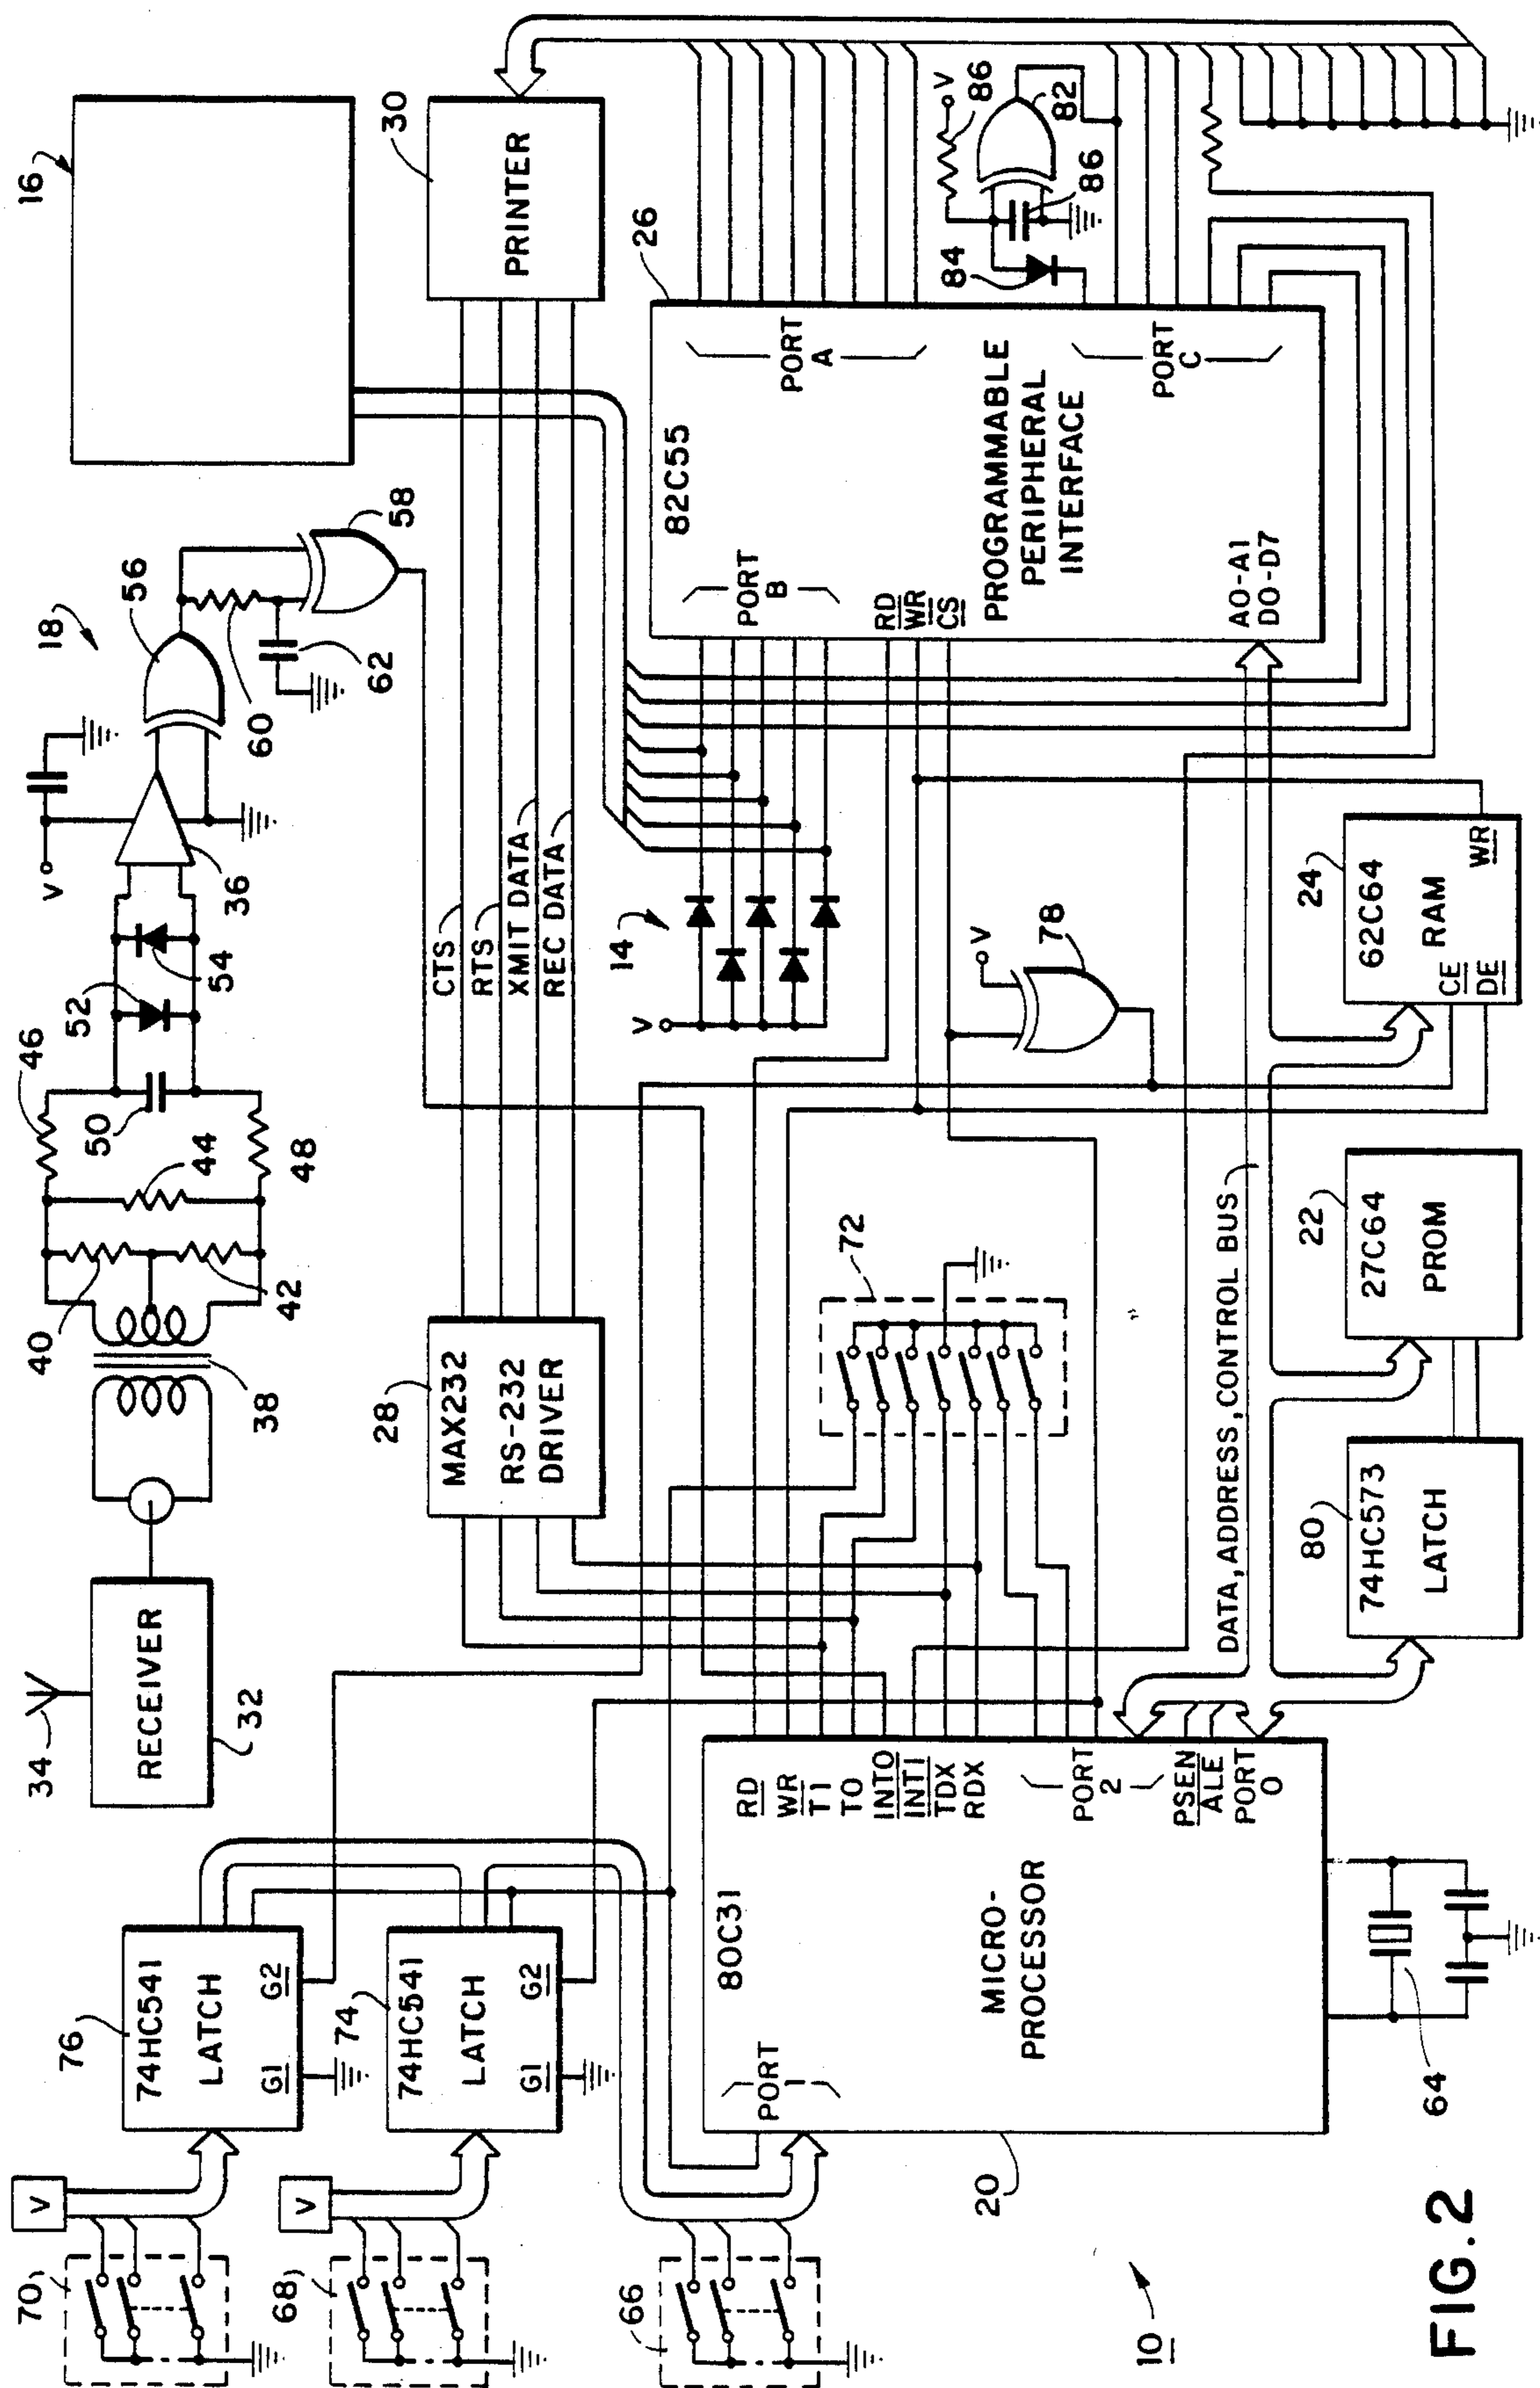 34
RECEIVER
32
38
40
42
44
46
48
50
52
54
36
V
56
18
58
60
62
16
70
V
76
74HC541
LATCH
G1
G2
68
V
74
74HC541
LATCH
G1
G2
66
28
MAX232
RS-232
DRIVER
CTS
RTS
XMIT DATA
REC DATA
30
PRINTER
72
14
V
78
V
20
80C31
MICRO-
PROCESSOR
PORT
1
RD
WR
T1
T0
INT0
INT1
TDX
RDX
PORT
2
PSEN
ALE
PORT
0
64
DATA, ADDRESS, CONTROL BUS
80
74HC573
LATCH
22
27C64
PROM
24
62C64
RAM
CE
DE
WR
26
82C55
PROGRAMMABLE
PERIPHERAL
INTERFACE
PORT
B
RD
WR
CS
A0-A1
D0-D7
PORT
A
PORT
C
84
86
86
V
82
10
FIG. 2